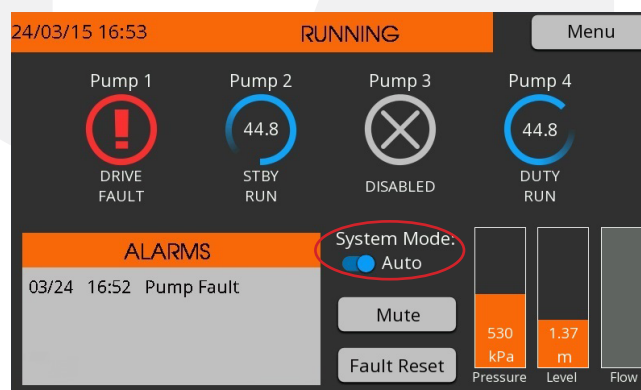 24/03/15 16:53
RUNNING
Menu
Pump 1
Pump 2
Pump 3
Pump 4
44.8
44.8
DRIVE
FAULT
STBY
RUN
DISABLED
DUTY
RUN
ALARMS
03/24 16:52 Pump Fault
System Mode:
Auto
Mute
Fault Reset
530
kPa
Pressure
1.37
m
Level
Flow